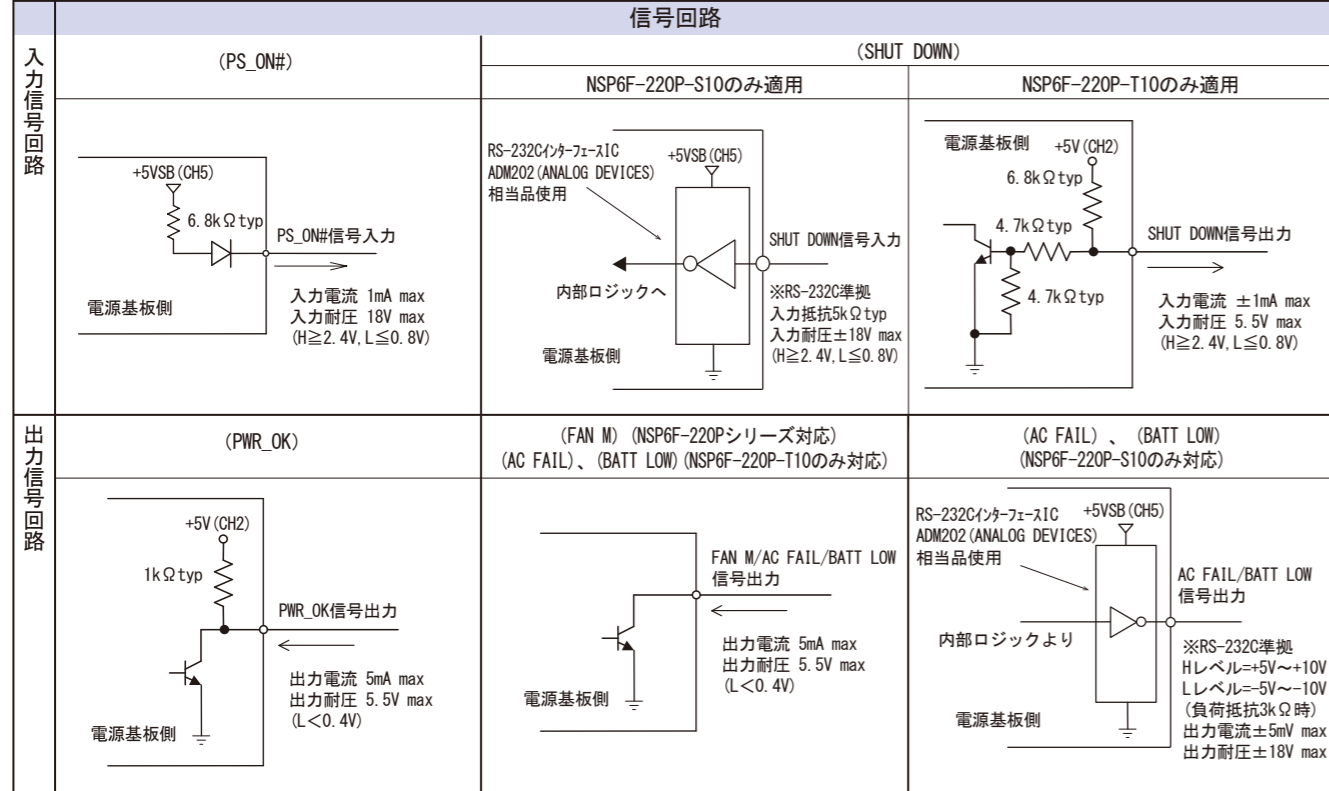 信号回路
入力信号回路
(PS_ON#)
(SHUT DOWN)
NSP6F-220P-S10のみ適用
NSP6F-220P-T10のみ適用
+5VSB(CH5)
6.8kΩtyp
PS_ON#信号入力
電源基板側
入力電流 1mA max
入力耐圧 18V max
(H≧2.4V,L≦0.8V)
RS-232CインターフェースIC
ADM202(ANALOG DEVICES)
相当品使用
+5VSB(CH5)
SHUT DOWN信号入力
内部ロジックへ
※RS-232C準拠
入力抵抗5kΩtyp
入力耐圧±18V max
(H≧2.4V,L≦0.8V)
電源基板側
電源基板側
+5V(CH2)
6.8kΩtyp
4.7kΩtyp
SHUT DOWN信号出力
4.7kΩtyp
入力電流 ±1mA max
入力耐圧 5.5V max
(H≧2.4V,L≦0.8V)
出力信号回路
(PWR_OK)
(FAN M) (NSP6F-220Pシリーズ対応)
(AC FAIL)、(BATT LOW)(NSP6F-220P-T10のみ対応)
(AC FAIL)、(BATT LOW)
(NSP6F-220P-S10のみ対応)
+5V(CH2)
1kΩtyp
PWR_OK信号出力
出力電流 5mA max
出力耐圧 5.5V max
(L<0.4V)
電源基板側
FAN M/AC FAIL/BATT LOW
信号出力
出力電流 5mA max
出力耐圧 5.5V max
(L<0.4V)
電源基板側
RS-232CインターフェースIC
ADM202(ANALOG DEVICES)
相当品使用
+5VSB(CH5)
AC FAIL/BATT LOW
信号出力
内部ロジックより
※RS-232C準拠
Hレベル=+5V～+10V
Lレベル=-5V～-10V
(負荷抵抗3kΩ時)
出力電流±5mV max
出力耐圧±18V max
電源基板側